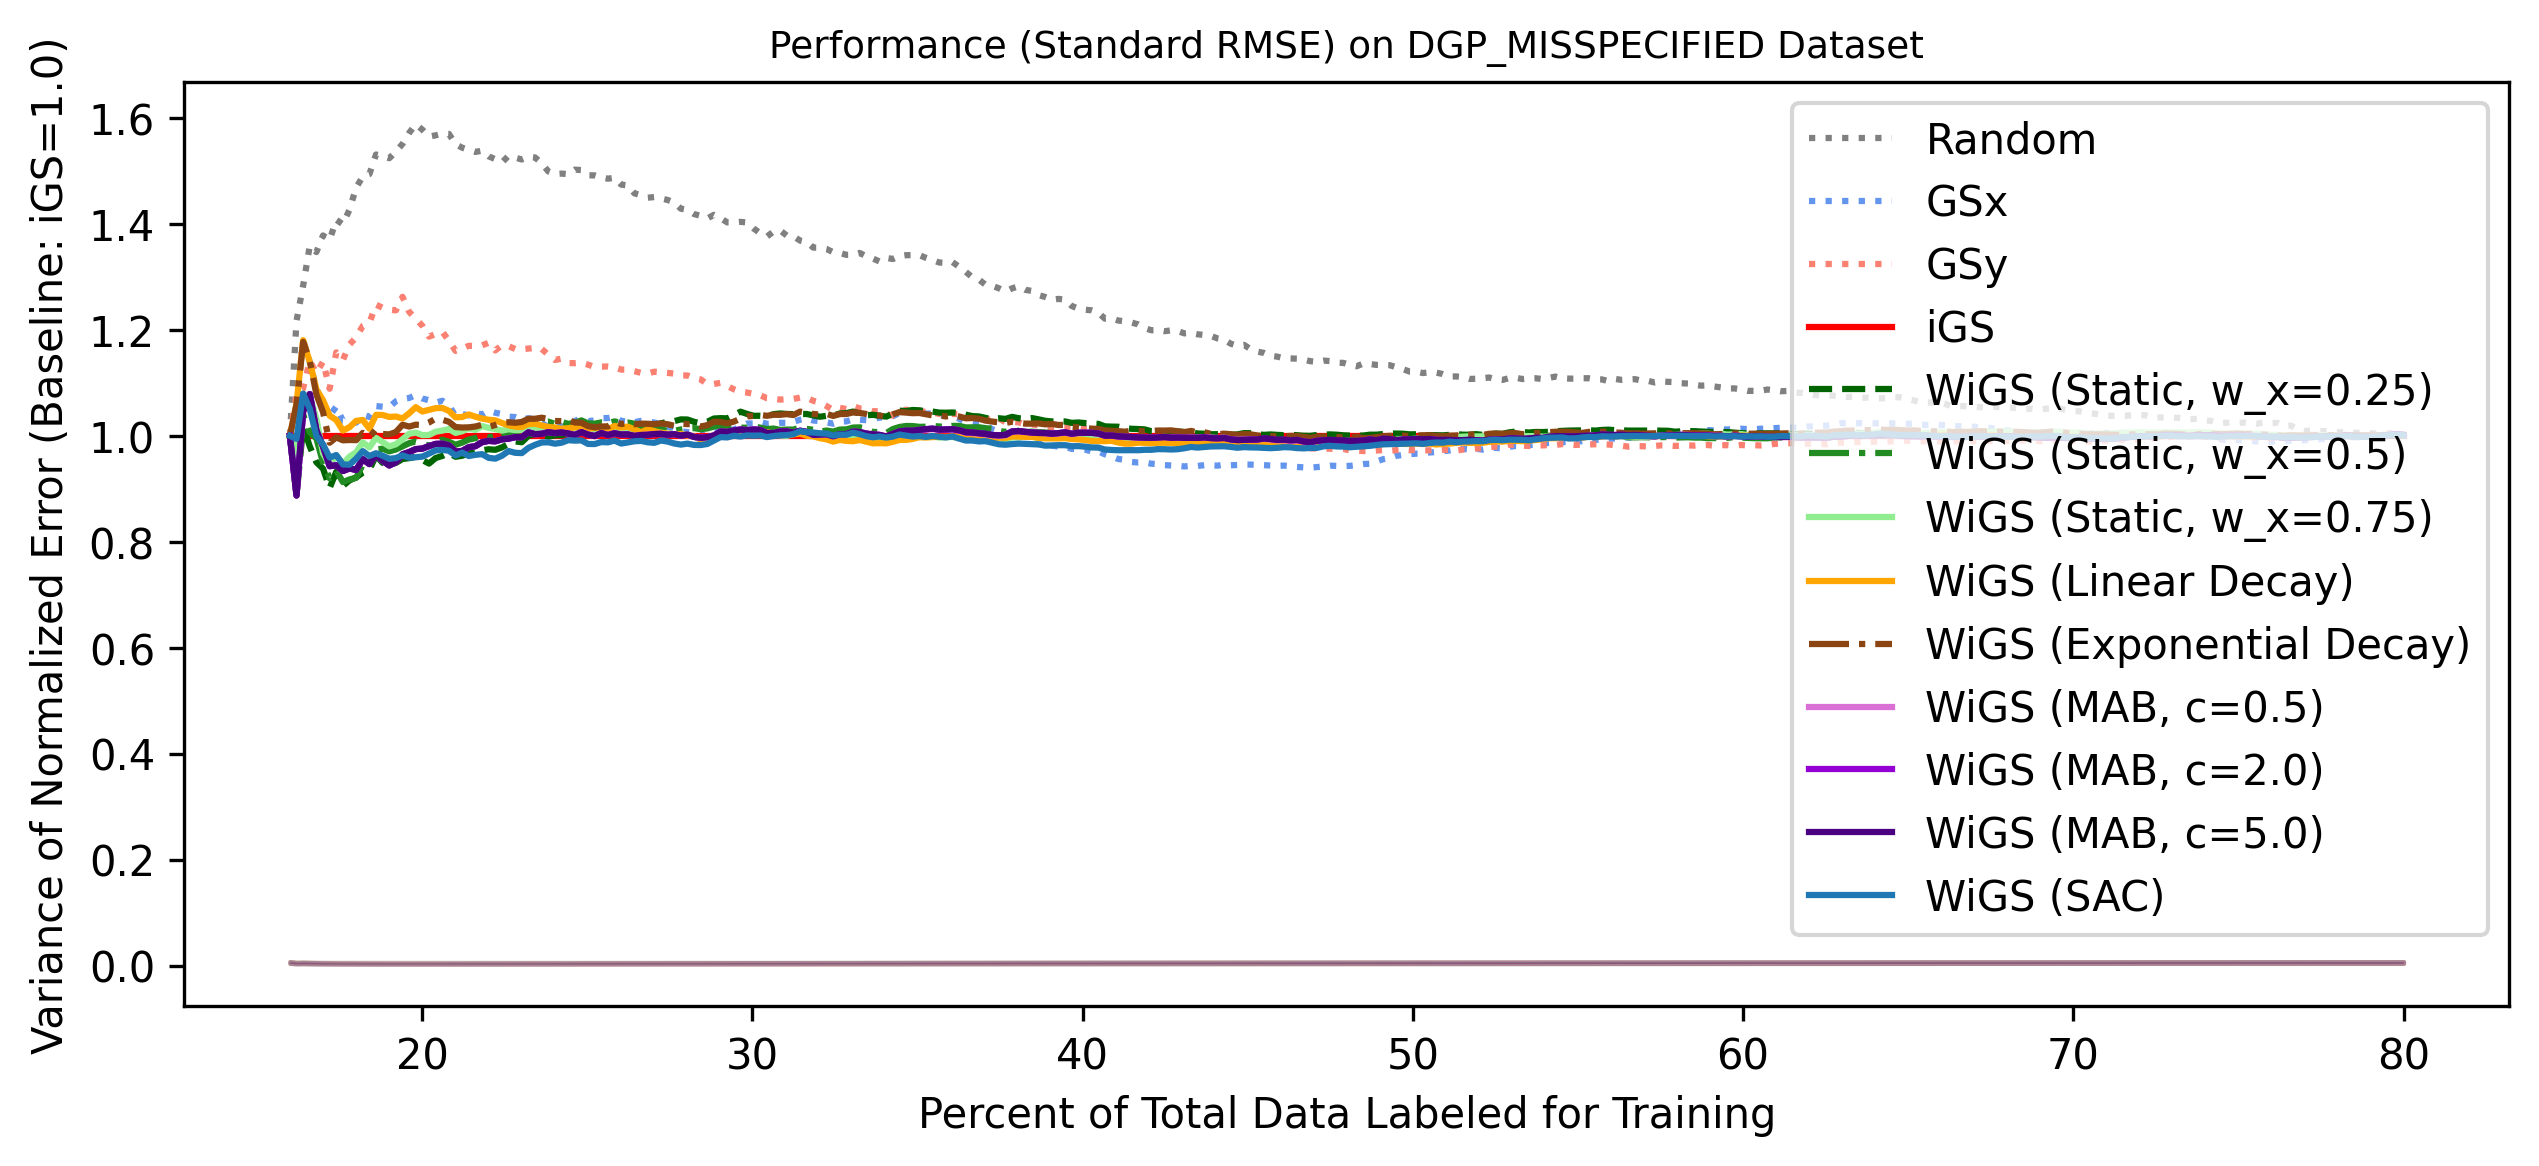 Performance (Standard RMSE) on DGP_MISSPECIFIED Dataset
Variance of Normalized Error (Baseline: iGS=1.0)
1.6
1.4
1.2
1.0
0.8
0.6
0.4
0.2
0.0
Random
GSx
GSy
iGS
WiGS (Static, w_x=0.25)
WiGS (Static, w_x=0.5)
WiGS (Static, w_x=0.75)
WiGS (Linear Decay)
WiGS (Exponential Decay)
WiGS (MAB, c=0.5)
WiGS (MAB, c=2.0)
WiGS (MAB, c=5.0)
WiGS (SAC)
20 30 40 50 60 70 80
Percent of Total Data Labeled for Training